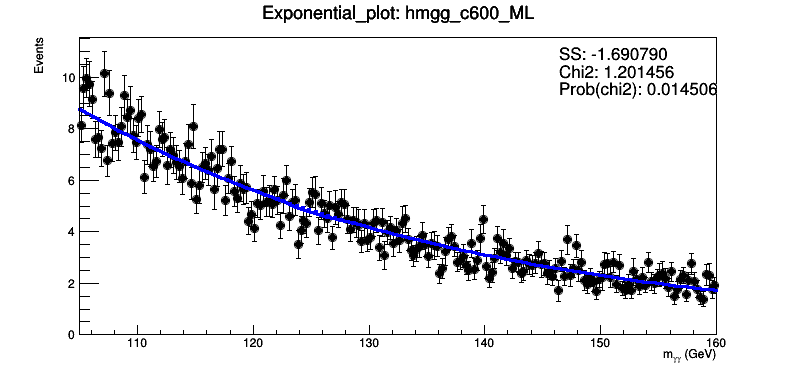 Exponential_plot: hmgg_c600_ML
Events
SS: -1.690790
Chi2: 1.201456
Prob(chi2): 0.014506
10
8
6
4
2
0
110 120 130 140 150 160
m_γγ (GeV)